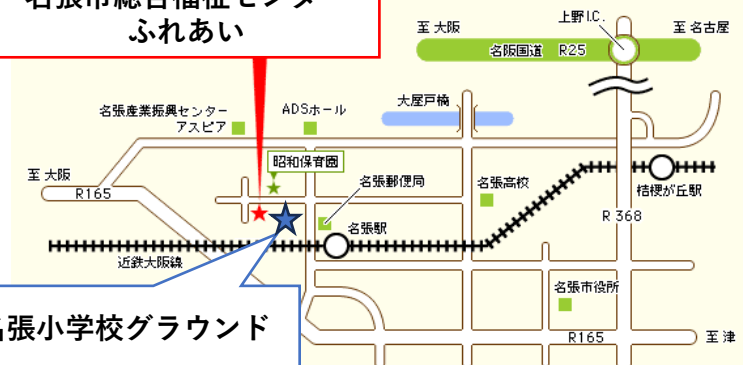 名張市総合福祉センター
ふれあい
至 大阪
上野I.C.
至 名古屋
名阪国道 R25
名張産業振興センター
アスピア
ADSホール
大屋戸橋
昭和保育園
至 大阪
R165
名張郵便局
名張高校
桔梗が丘駅
R 368
名張駅
近鉄大阪線
名張市役所
名張小学校グラウンド
R165
至 津